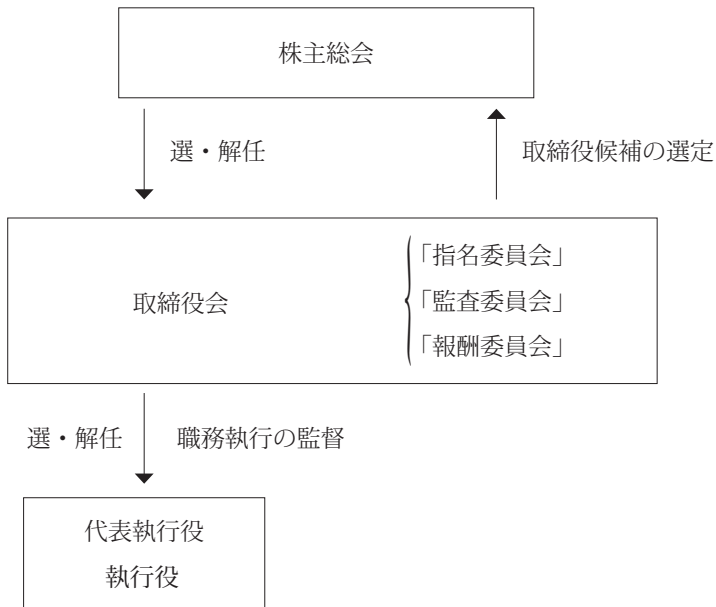 株主総会
選・解任
取締役候補の選定
取締役会
「指名委員会」
「監査委員会」
「報酬委員会」
選・解任
職務執行の監督
代表執行役
執行役